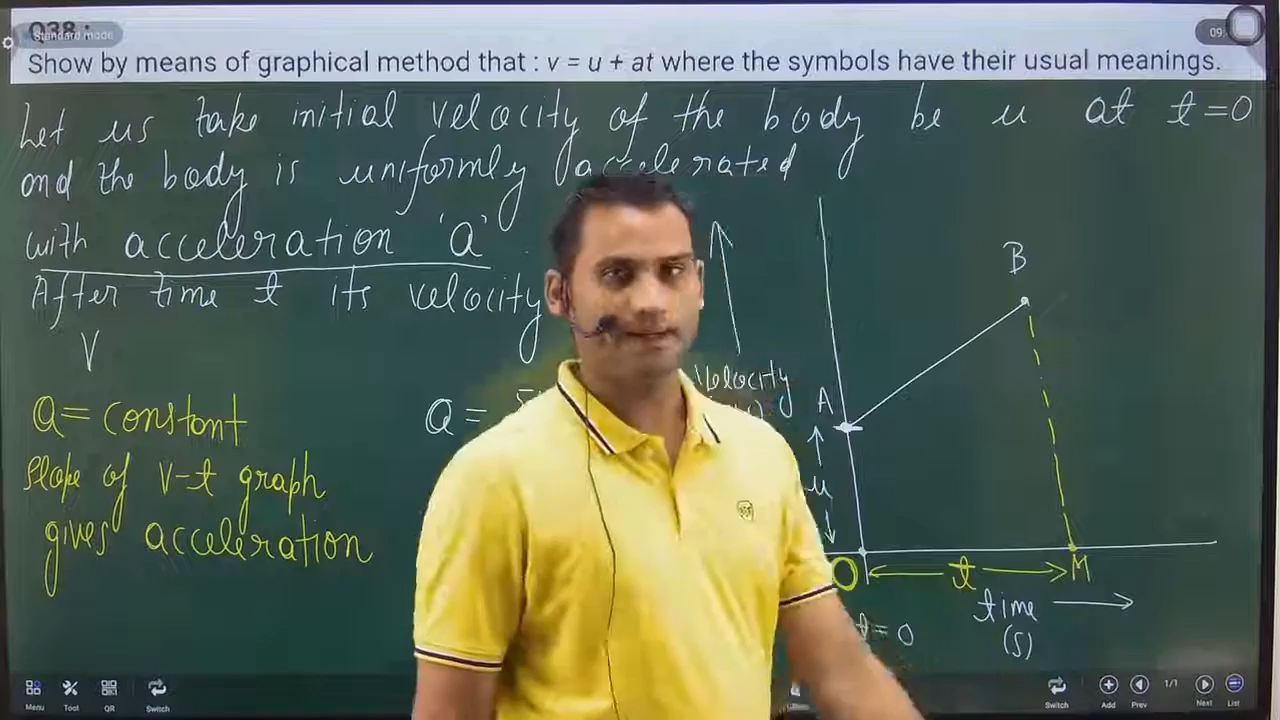 Q38 :
Standard mode
09
Show by means of graphical method that : v = u + at where the symbols have their usual meanings.
Let us take initial velocity of the body be u at t=0
and the body is uniformly accelerated
with acceleration 'a'
After time t its velocity
V
a = constant
slope of v-t graph
gives acceleration
a =
Velocity
A
B
u
O
t
M
time
(s)
t = 0
Menu
Tool
QR
Switch
Switch
Add
Prev
1/1
Next
List